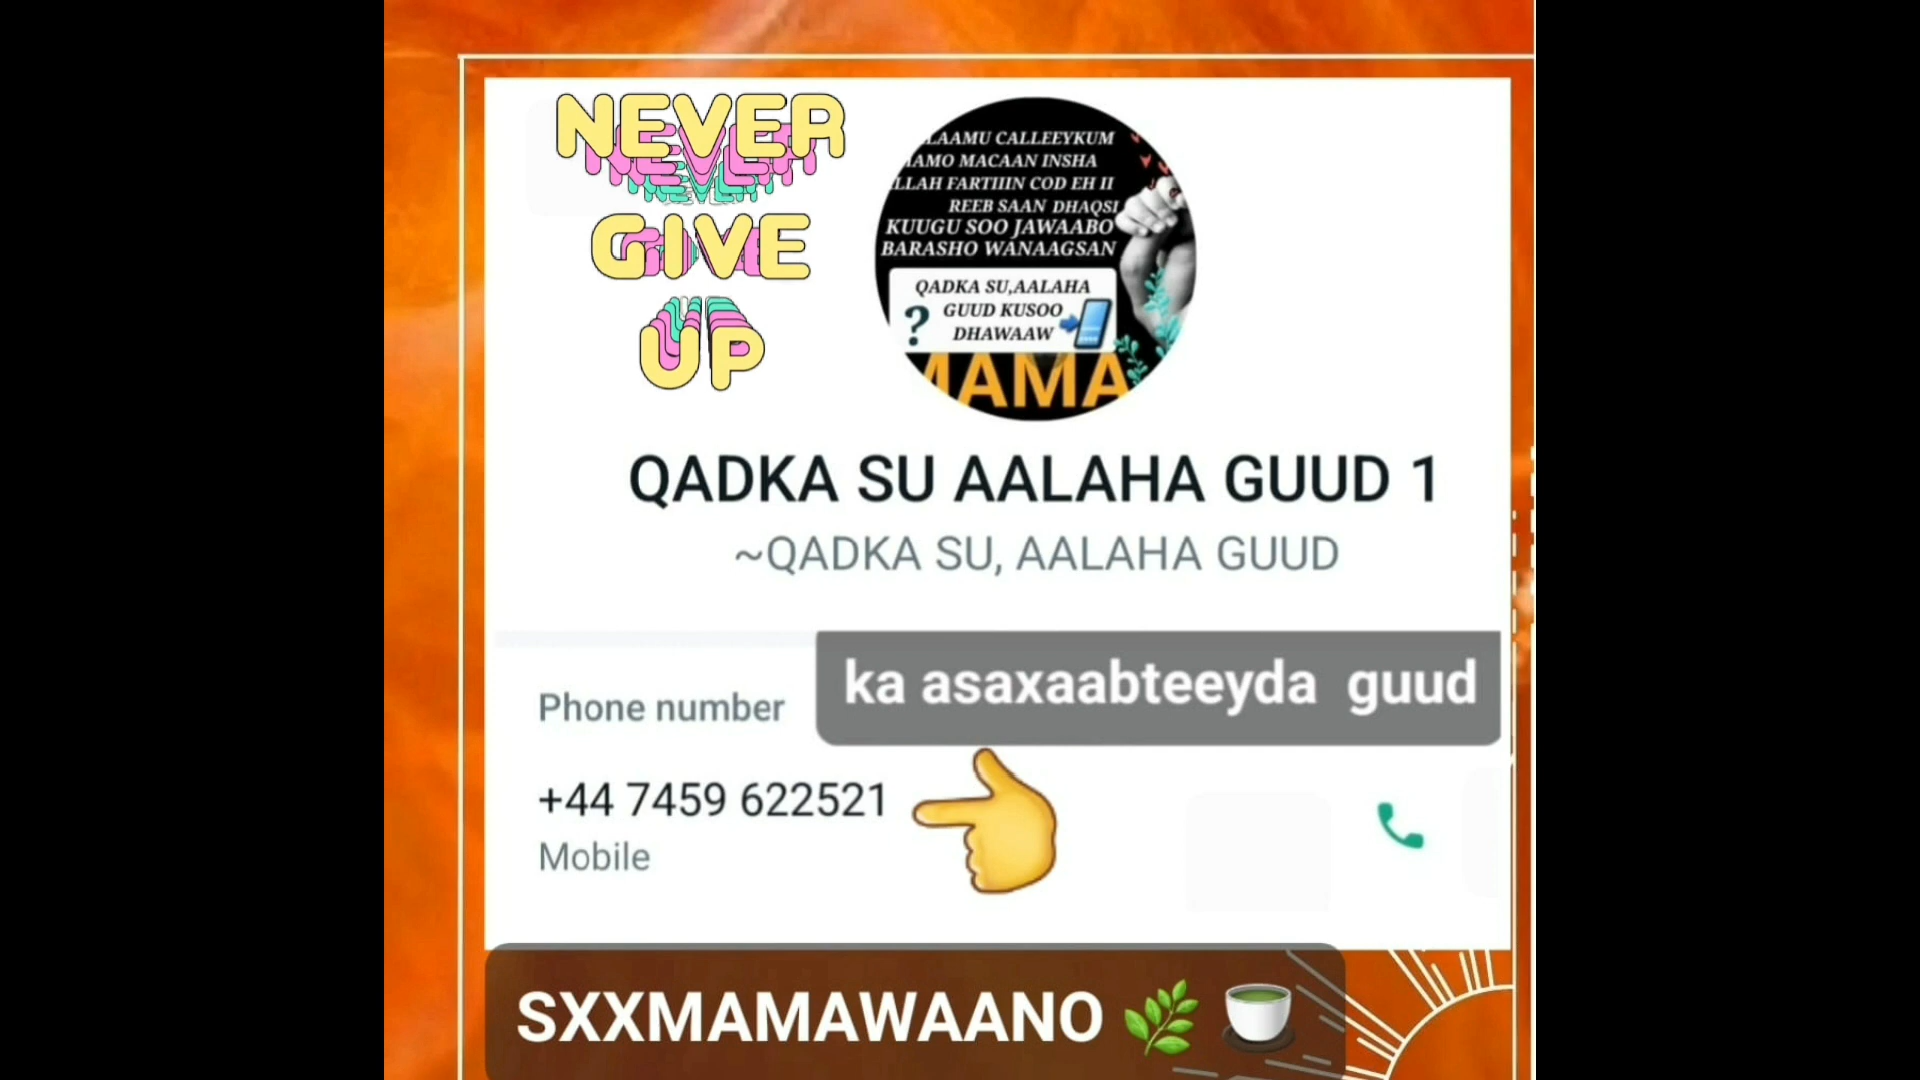 NEVER
GIVE
UP
LAAMU CALLEEYKUM
MAMO MACAAN INSHA
LLAH FARTIIIN COD EH II
REEB SAAN DHAQSI
KUUGU SOO JAWAABO
BARASHO WANAAGSAN
QADKA SU,AALAHA
? GUUD KUSOO
DHAWAAW
MAMA
QADKA SU AALAHA GUUD 1
~QADKA SU, AALAHA GUUD
ka asaxaabteeyda guud
Phone number
+44 7459 622521
Mobile
SXXMAMAWAANO